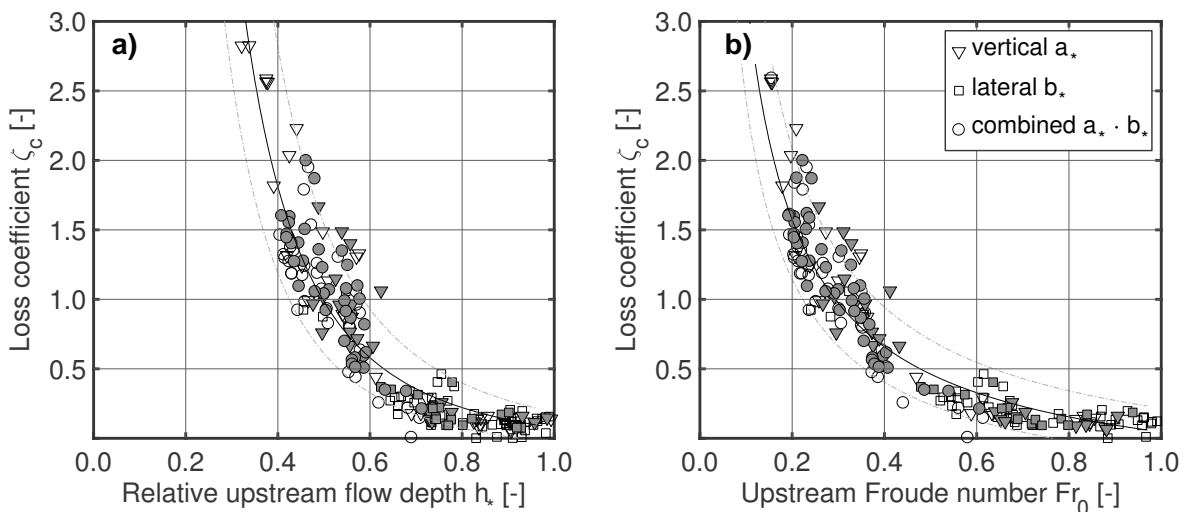 a)
3.0
2.5
2.0
1.5
1.0
0.5
0.0 0.2 0.4 0.6 0.8 1.0
Loss coefficient ζc [-]
Relative upstream flow depth h* [-]
b)
▽ vertical a*
□ lateral b*
○ combined a* · b*
3.0
2.5
2.0
1.5
1.0
0.5
0.0 0.2 0.4 0.6 0.8 1.0
Loss coefficient ζc [-]
Upstream Froude number Fr0 [-]